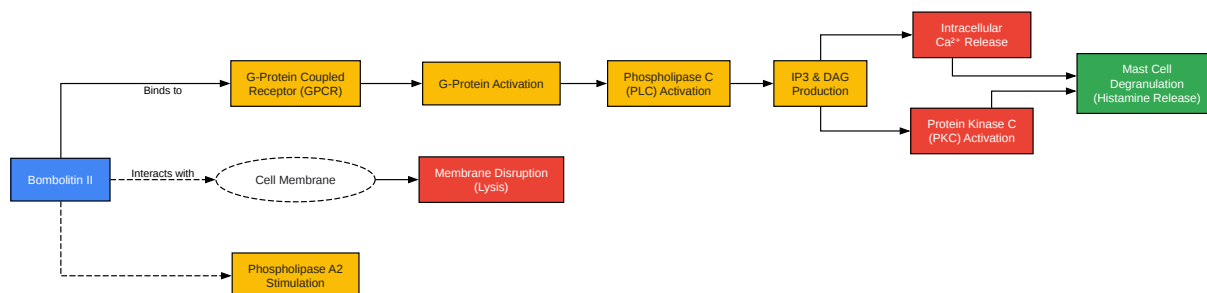 Intracellular
Ca²⁺ Release
G-Protein Coupled
Receptor (GPCR)
G-Protein Activation
Phospholipase C
(PLC) Activation
IP3 & DAG
Production
Mast Cell
Degranulation
(Histamine Release)
Binds to
Protein Kinase C
(PKC) Activation
Bombolitin II
Interacts with
Cell Membrane
Membrane Disruption
(Lysis)
Phospholipase A2
Stimulation